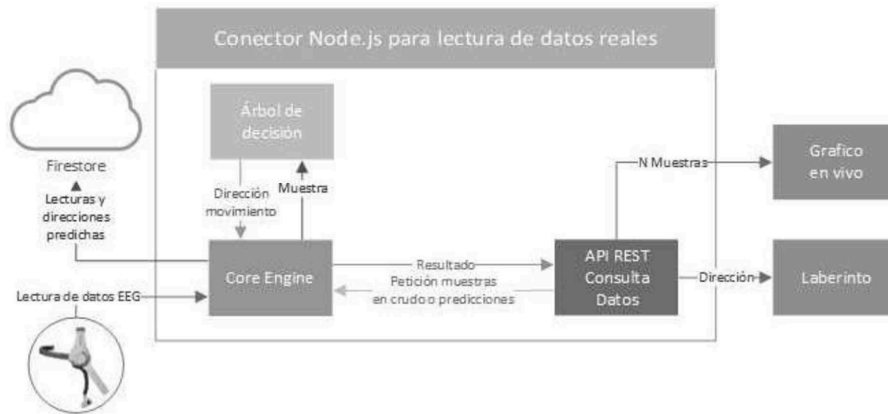 Conector Node.js para lectura de datos reales
Árbol de
decisión
Firestore
Lecturas y
direcciones
predichas
Dirección
movimiento
Muestra
N Muestras
Grafico
en vivo
Core Engine
Resultado
Petición muestras
en crudo o predicciones
API REST
Consulta
Datos
Dirección
Laberinto
Lectura de datos EEG